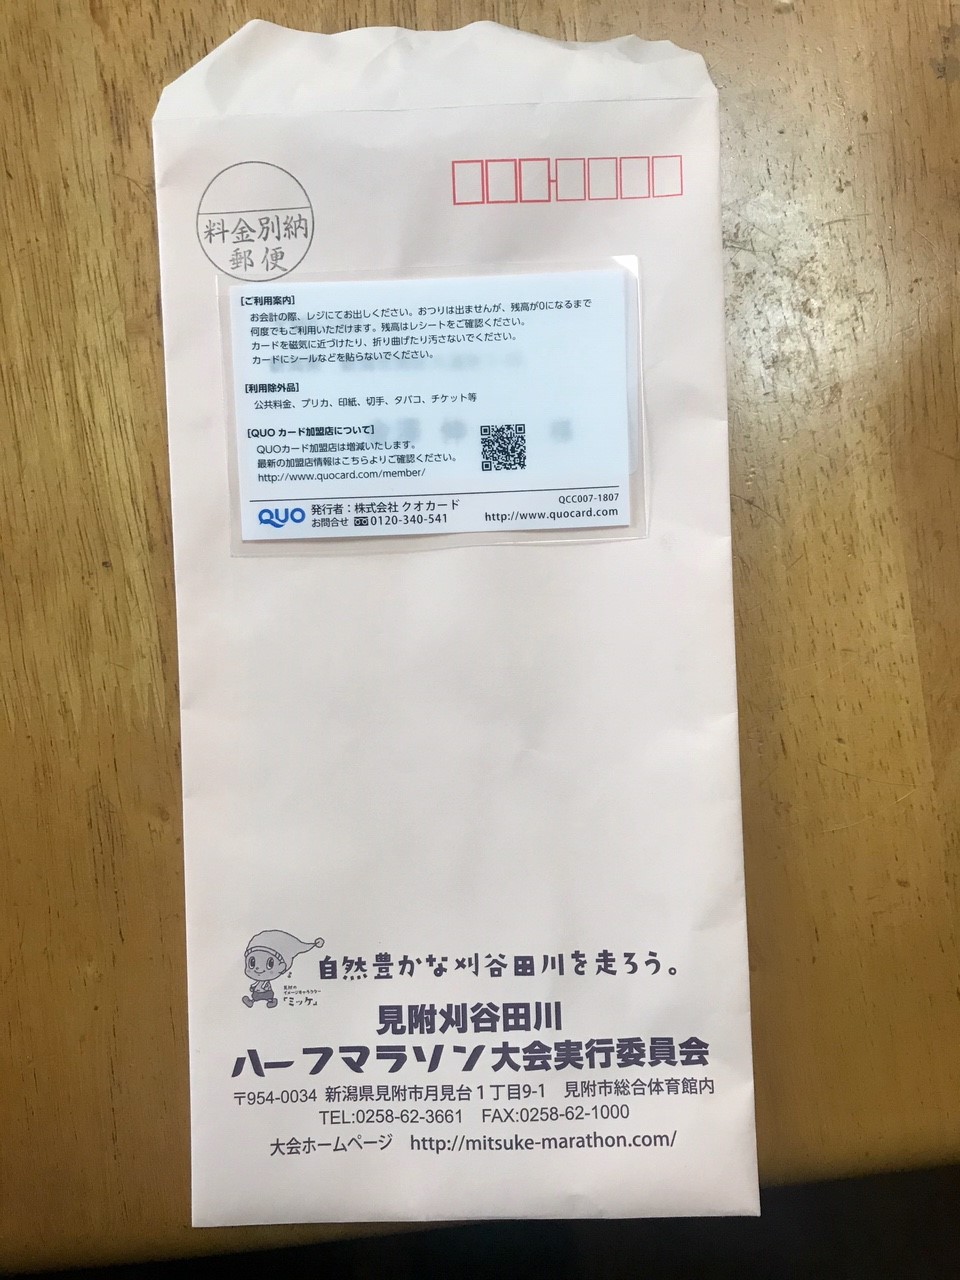 料金別納
郵便
[ご利用案内]
お会計の際、レジにてお出しください。おつりは出ませんが、残高が0になるまで
何度でもご利用いただけます。残高はレシートをご確認ください。
カードを磁気に近づけたり、折り曲げたり汚さないでください。
カードにシールなどを貼らないでください。
[利用除外品]
公共料金、プリカ、印紙、切手、タバコ、チケット等
[QUO カード加盟店について]
QUOカード加盟店は増減いたします。
最新の加盟店情報はこちらよりご確認ください。
http://www.quocard.com/member/
QCC007-1807
QUO 発行者：株式会社 クオカード
お問合せ 0120-340-541 http://www.quocard.com
自然豊かな刈谷田川を走ろう。
見附の
イメージキャラクター
「ミッケ」
見附刈谷田川
ハーフマラソン大会実行委員会
〒954-0034 新潟県見附市月見台１丁目9-1 見附市総合体育館内
TEL:0258-62-3661 FAX:0258-62-1000
大会ホームページ http://mitsuke-marathon.com/